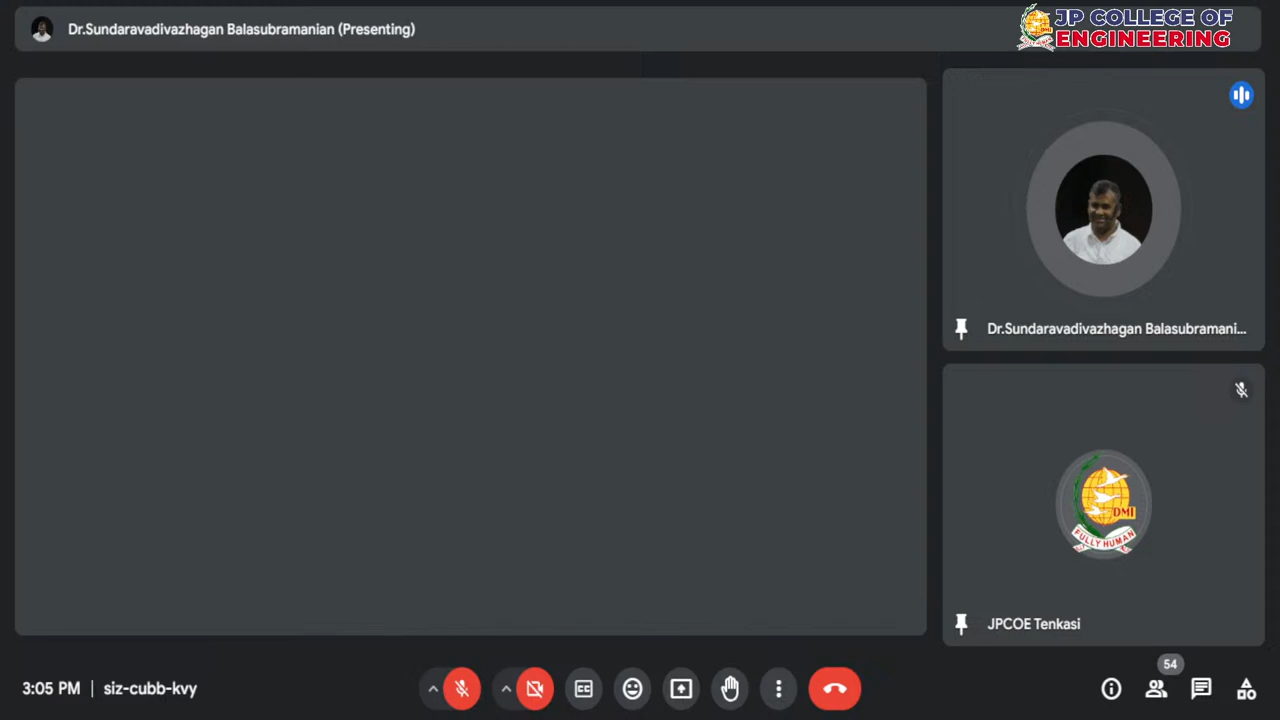 Dr.Sundaravadivazhagan Balasubramanian (Presenting)
JP COLLEGE OF
ENGINEERING
Dr.Sundaravadivazhagan Balasubramani...
DMI
FULLY HUMAN
JPCOE Tenkasi
3:05 PM | siz-cubb-kvy
CC
54